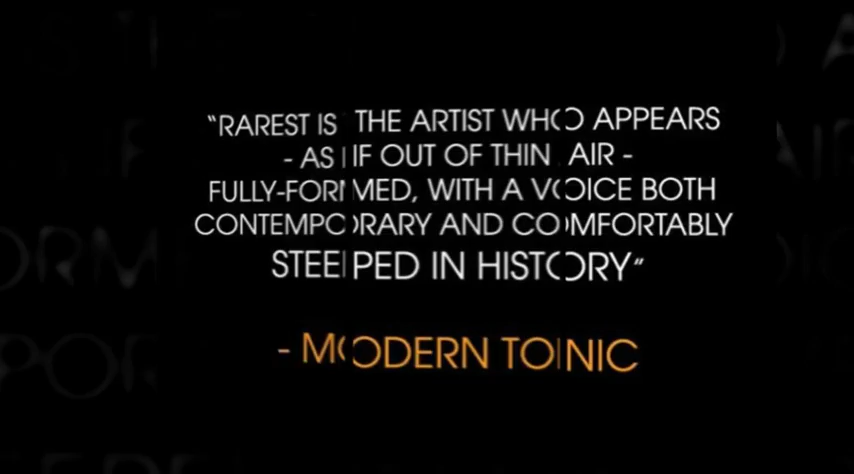 "RAREST IS THE ARTIST WHO APPEARS
- AS IF OUT OF THIN AIR -
FULLY-FORMED, WITH A VOICE BOTH
CONTEMPORARY AND COMFORTABLY
STEEPED IN HISTORY"
- MODERN TONIC